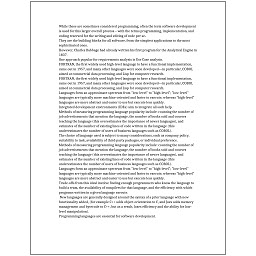 While these are sometimes considered programming, often the term software development
is used for this larger overall process – with the terms programming, implementation, and
coding reserved for the writing and editing of code per se.
They are the building blocks for all software, from the simplest applications to the most
sophisticated ones.
However, Charles Babbage had already written his first program for the Analytical Engine in
1837.
One approach popular for requirements analysis is Use Case analysis.
FORTRAN, the first widely used high-level language to have a functional implementation,
came out in 1957, and many other languages were soon developed—in particular, COBOL
aimed at commercial data processing, and Lisp for computer research.
FORTRAN, the first widely used high-level language to have a functional implementation,
came out in 1957, and many other languages were soon developed—in particular, COBOL
aimed at commercial data processing, and Lisp for computer research.
Languages form an approximate spectrum from "low-level" to "high-level"; "low-level"
languages are typically more machine-oriented and faster to execute, whereas "high-level"
languages are more abstract and easier to use but execute less quickly.
Integrated development environments (IDEs) aim to integrate all such help.
Methods of measuring programming language popularity include: counting the number of
job advertisements that mention the language, the number of books sold and courses
teaching the language (this overestimates the importance of newer languages), and
estimates of the number of existing lines of code written in the language (this
underestimates the number of users of business languages such as COBOL).
The choice of language used is subject to many considerations, such as company policy,
suitability to task, availability of third-party packages, or individual preference.
Methods of measuring programming language popularity include: counting the number of
job advertisements that mention the language, the number of books sold and courses
teaching the language (this overestimates the importance of newer languages), and
estimates of the number of existing lines of code written in the language (this
underestimates the number of users of business languages such as COBOL).
Languages form an approximate spectrum from "low-level" to "high-level"; "low-level"
languages are typically more machine-oriented and faster to execute, whereas "high-level"
languages are more abstract and easier to use but execute less quickly.
Trade-offs from this ideal involve finding enough programmers who know the language to
build a team, the availability of compilers for that language, and the efficiency with which
programs written in a given language execute.
New languages are generally designed around the syntax of a prior language with new
functionality added, (for example C++ adds object-orientation to C, and Java adds memory
management and bytecode to C++, but as a result, loses efficiency and the ability for low-
level manipulation).
Programming languages are essential for software development.